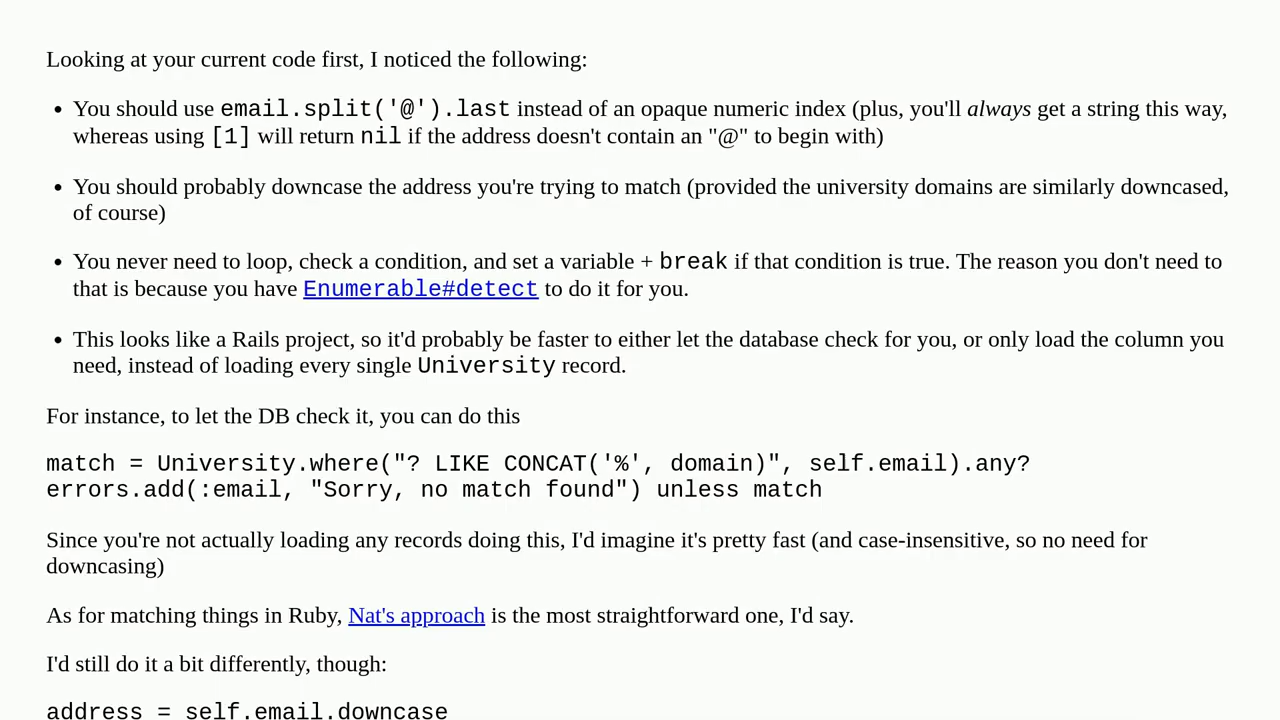 Looking at your current code first, I noticed the following:
• You should use email.split('@').last instead of an opaque numeric index (plus, you'll always get a string this way,
whereas using [1] will return nil if the address doesn't contain an "@" to begin with)
• You should probably downcase the address you're trying to match (provided the university domains are similarly downcased,
of course)
• You never need to loop, check a condition, and set a variable + break if that condition is true. The reason you don't need to
that is because you have Enumerable#detect to do it for you.
• This looks like a Rails project, so it'd probably be faster to either let the database check for you, or only load the column you
need, instead of loading every single University record.
For instance, to let the DB check it, you can do this
match = University.where("? LIKE CONCAT('%', domain)", self.email).any?
errors.add(:email, "Sorry, no match found") unless match
Since you're not actually loading any records doing this, I'd imagine it's pretty fast (and case-insensitive, so no need for
downcasing)
As for matching things in Ruby, Nat's approach is the most straightforward one, I'd say.
I'd still do it a bit differently, though:
address = self.email.downcase